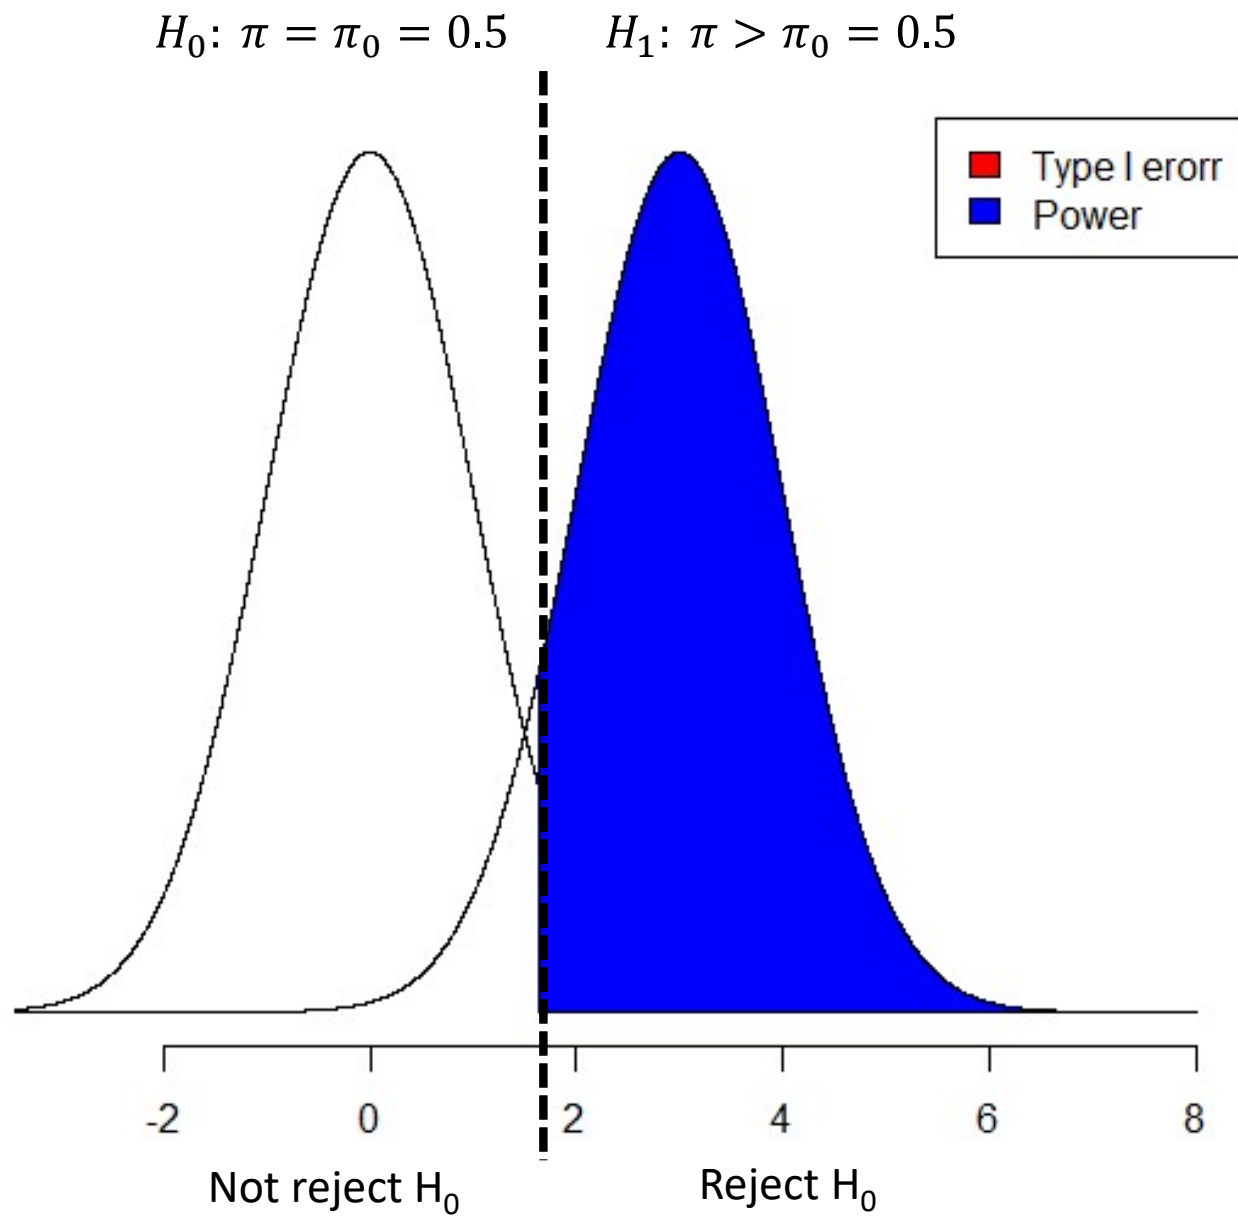 H₀: π = π₀ = 0.5 H₁: π > π₀ = 0.5
Type I erorr
Power
-2 0 2 4 6 8
Not reject H₀ Reject H₀